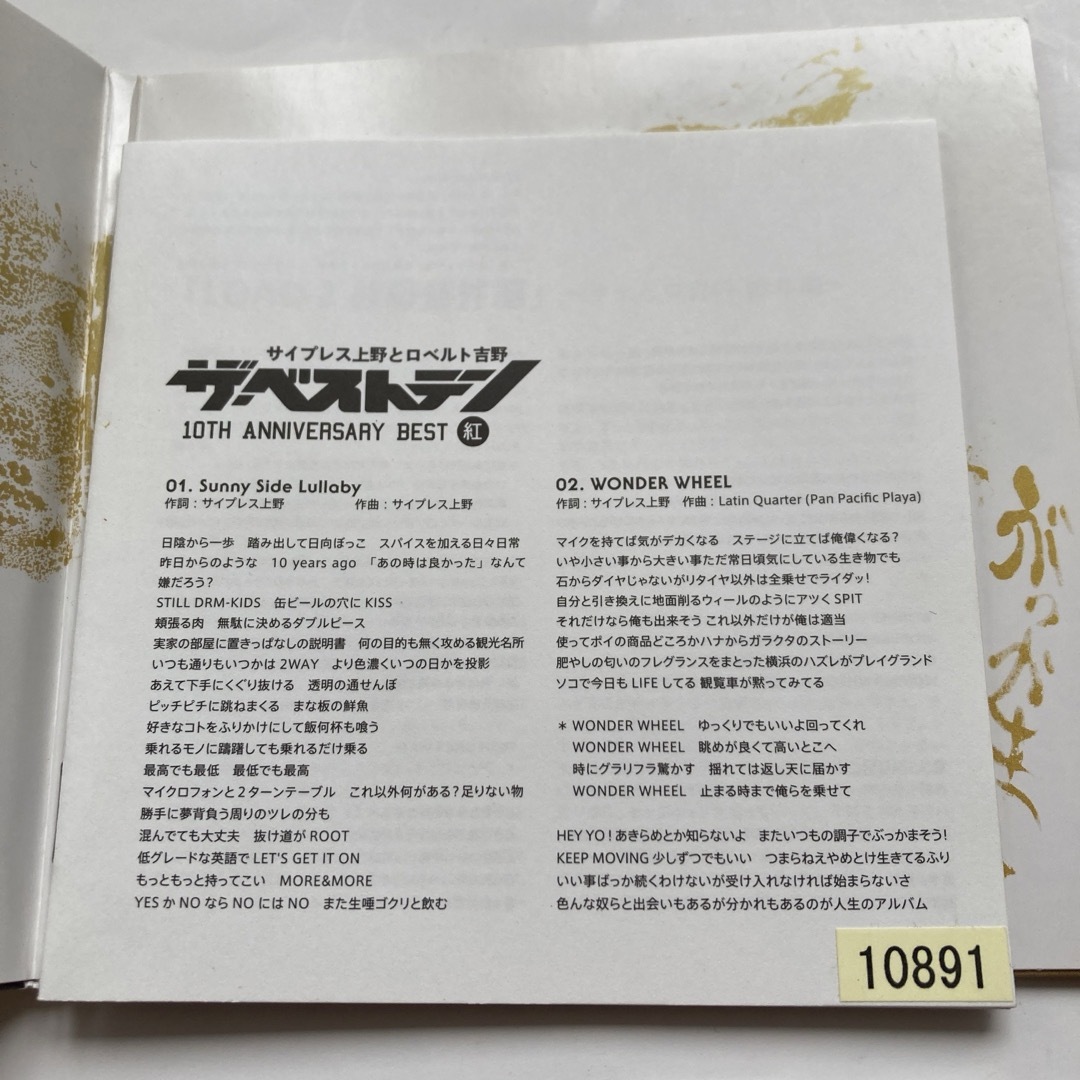 サイプレス上野とロベルト吉野
ザ・ベストテン
10TH ANNIVERSARY BEST 紅
01. Sunny Side Lullaby
作詞：サイプレス上野　作曲：サイプレス上野
日陰から一歩　踏み出して日向ぼっこ　スパイスを加える日々日常
昨日からのような　10 years ago　「あの時は良かった」なんて
嫌だろう？
STILL DRM-KIDS　缶ビールの穴に KISS
頬張る肉　無駄に決めるダブルピース
実家の部屋に置きっぱなしの説明書　何の目的も無く攻める観光名所
いつも通りもいつかは 2WAY　より色濃くいつの日かを投影
あえて下手にくぐり抜ける　透明の通せんぼ
ピッチピチに跳ねまくる　まな板の鮮魚
好きなコトをふりかけにして飯何杯も喰う
乗れるモノに躊躇しても乗れるだけ乗る
最高でも最低　最低でも最高
マイクロフォンと２ターンテーブル　これ以外何がある？足りない物
勝手に夢背負う周りのツレの分も
混んでても大丈夫　抜け道が ROOT
低グレードな英語で LET'S GET IT ON
もっともっと持ってこい　MORE&MORE
YES か NO なら NO には NO　また生唾ゴクリと飲む
02. WONDER WHEEL
作詞：サイプレス上野　作曲：Latin Quarter (Pan Pacific Playa)
マイクを持てば気がデカくなる　ステージに立てば俺偉くなる？
いや小さい事から大きい事ただ常日頃気にしている生き物でも
石からダイヤじゃないがリタイヤ以外は全乗せでライダッ!
自分と引き換えに地面削るウィールのようにアツく SPIT
それだけなら俺も出来そう これ以外だけが俺は適当
使ってポイの商品どころかハナからガラクタのストーリー
肥やしの匂いのフレグランスをまとった横浜のハズレがプレイグランド
ソコで今日も LIFE してる 観覧車が黙ってみてる
＊ WONDER WHEEL　ゆっくりでもいいよ回ってくれ
WONDER WHEEL　眺めが良くて高いとこへ
時にグラリフラ驚かす　揺れては返し天に届かす
WONDER WHEEL　止まる時まで俺らを乗せて
HEY YO！あきらめとか知らないよ　またいつもの調子でぶっかまそう!
KEEP MOVING 少しずつでもいい　つまらねえやめとけ生きてるふり
いい事ばっか続くわけないが受け入れなければ始まらないさ
色んな奴らと出会いもあるが分かれもあるのが人生のアルバム
10891